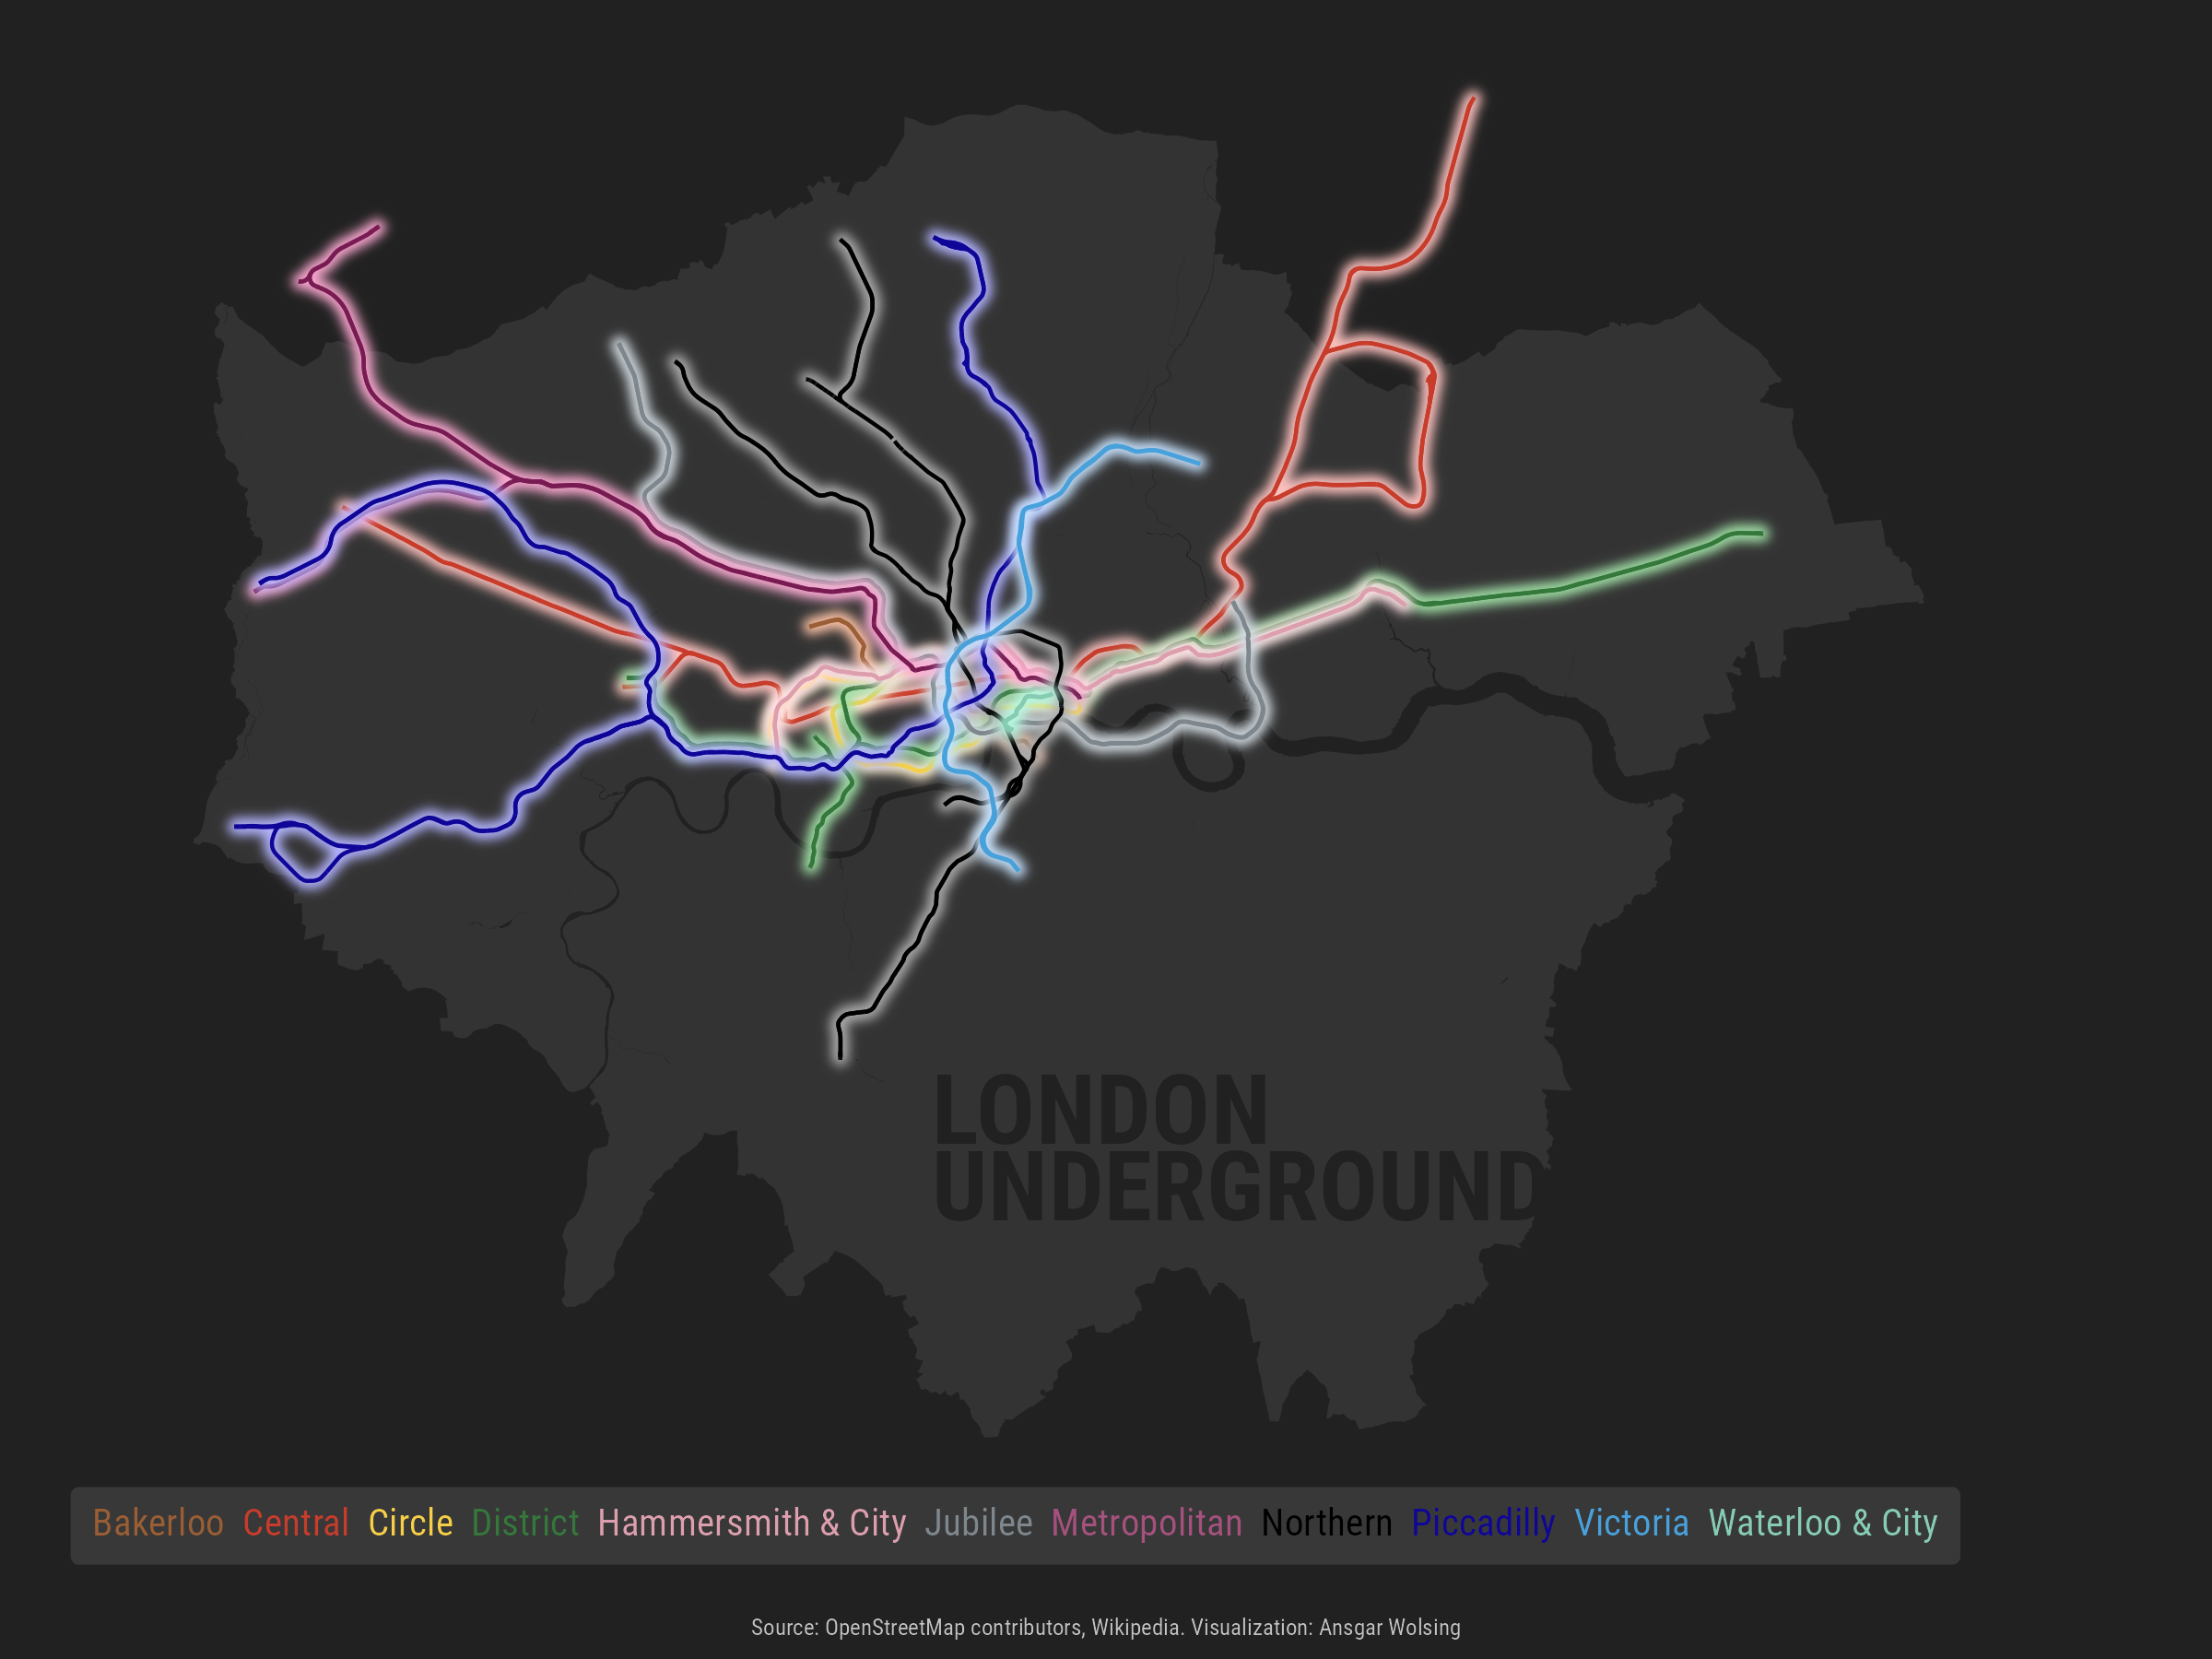 LONDON
UNDERGROUND
Bakerloo Central Circle District Hammersmith & City Jubilee Metropolitan Northern Piccadilly Victoria Waterloo & City
Source: OpenStreetMap contributors, Wikipedia. Visualization: Ansgar Wolsing